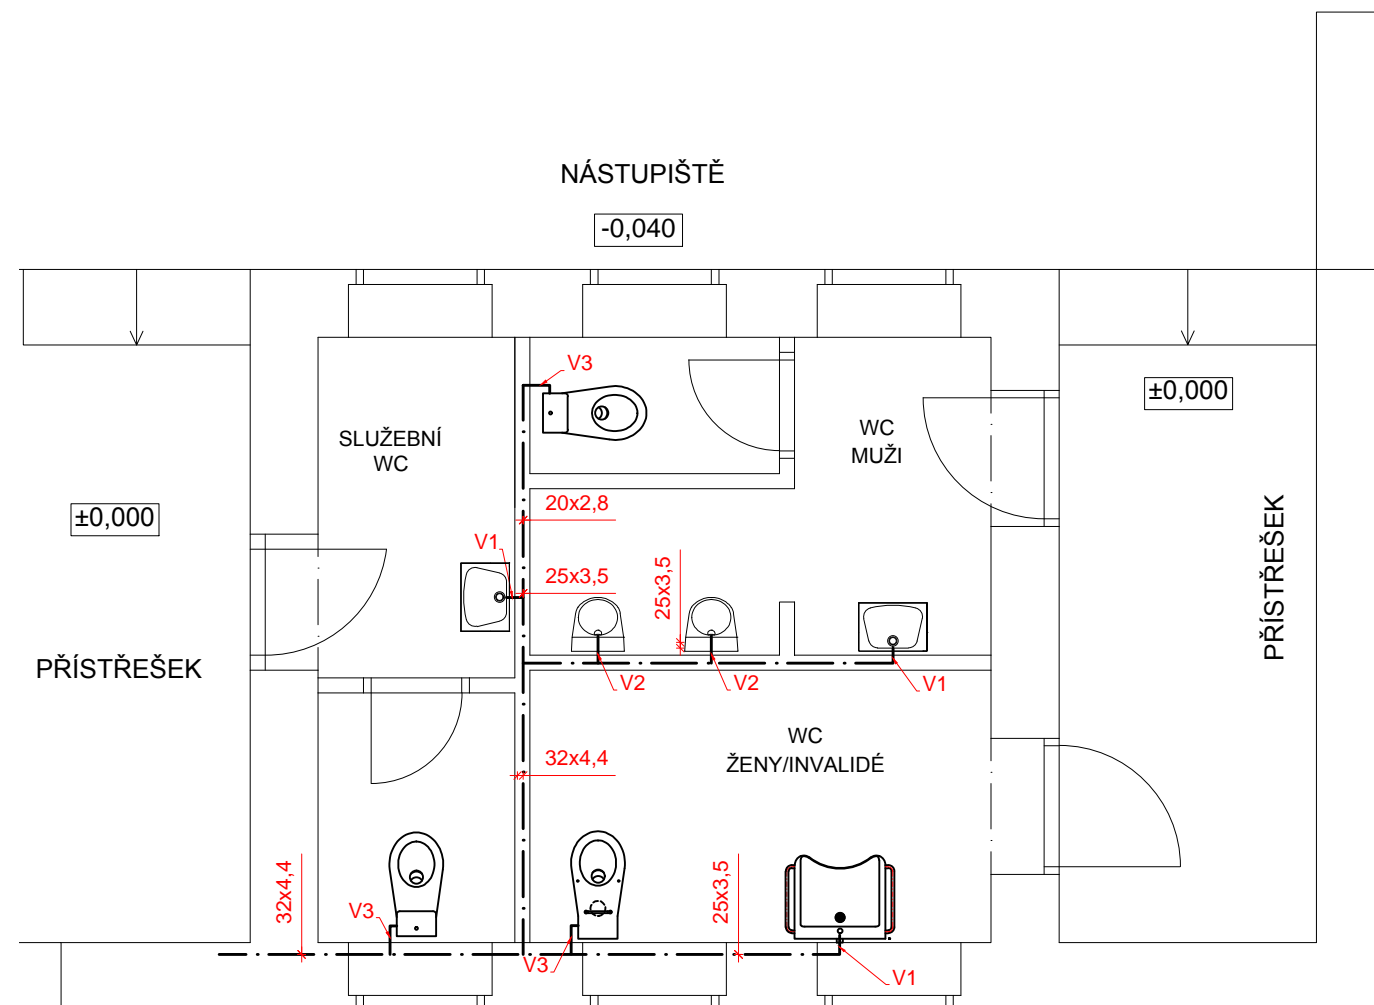 NÁSTUPIŠTĚ
-0,040
V3
±0,000
SLUŽEBNÍ
WC
WC
MUŽI
20x2,8
±0,000
V1
25x3,5
25x3,5
PŘÍSTŘEŠEK
PŘÍSTŘEŠEK
V2
V2
V1
WC
ŽENY/INVALIDÉ
32x4,4
32x4,4
25x3,5
V3
V3
V1